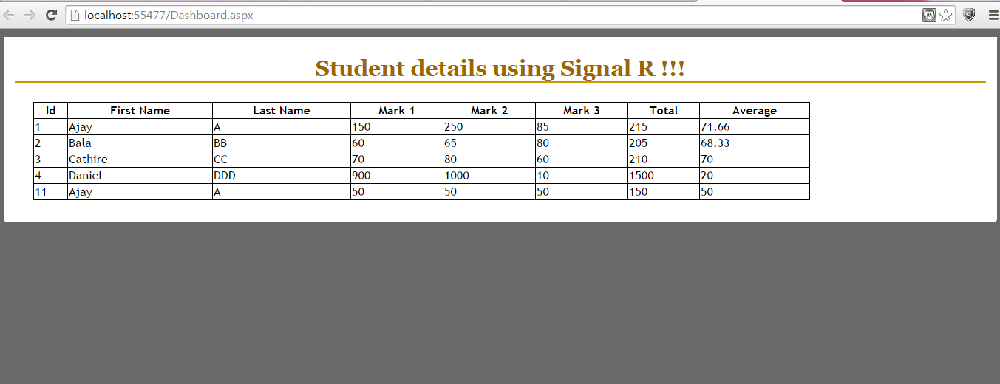 localhost:55477/Dashboard.aspx
Student details using Signal R !!!
Id First Name Last Name Mark 1 Mark 2 Mark 3 Total Average
1 Ajay A 150 250 85 215 71.66
2 Bala BB 60 65 80 205 68.33
3 Cathire CC 70 80 60 210 70
4 Daniel DDD 900 1000 10 1500 20
11 Ajay A 50 50 50 150 50